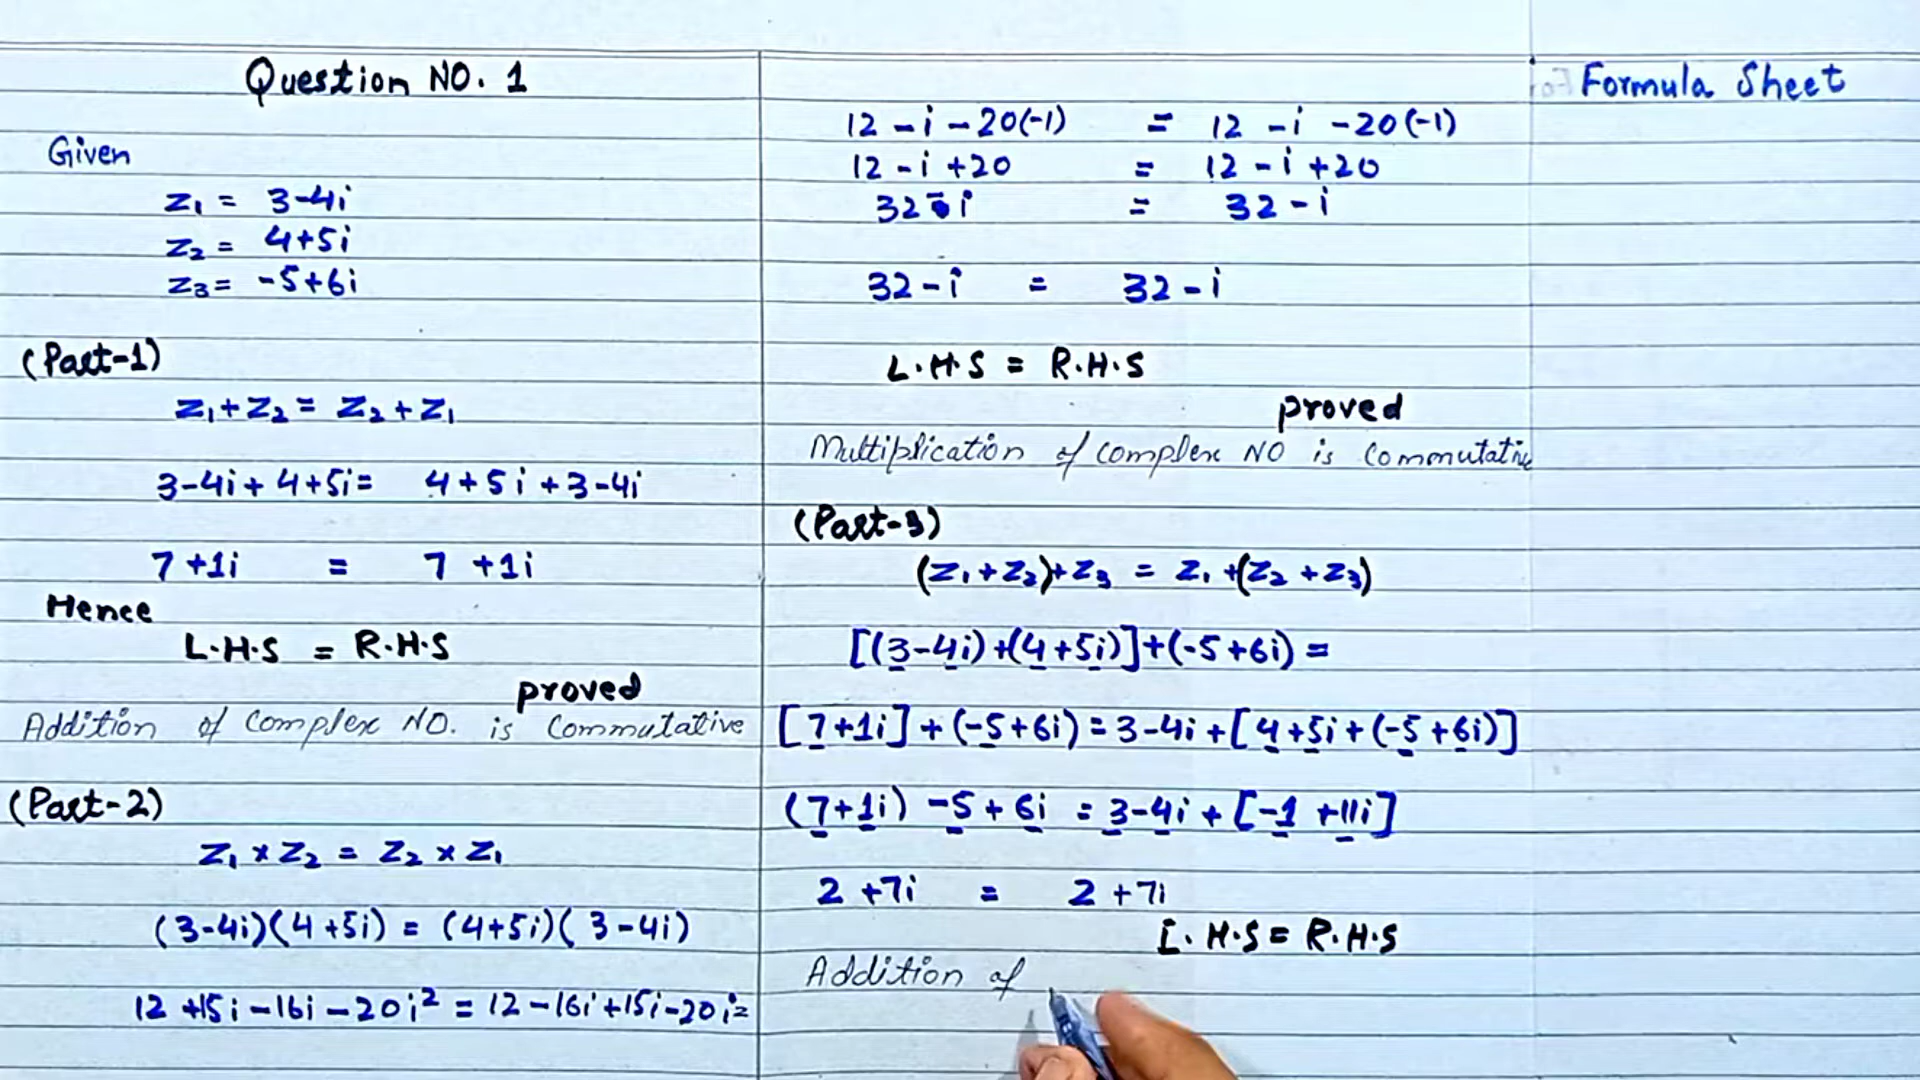 Question NO. 1
Given
z₁ = 3-4i
z₂ = 4+5i
z₃ = -5+6i
(Part-1)
z₁+z₂ = z₂+z₁
3-4i+4+5i = 4+5i+3-4i
7+1i = 7+1i
Hence
L.H.S = R.H.S
proved
Addition of Complex NO. is Commutative
(Part-2)
z₁ × z₂ = z₂ × z₁
(3-4i)(4+5i) = (4+5i)(3-4i)
12+15i-16i-20i² = 12-16i+15i-20i²
12-i-20(-1) = 12-i-20(-1)
12-i+20 = 12-i+20
32-i = 32-i
32-i = 32-i
L.H.S = R.H.S
proved
Multiplication of Complex NO is Commutative
(Part-3)
(z₁+z₂)+z₃ = z₁+(z₂+z₃)
[(3-4i)+(4+5i)]+(-5+6i) =
[7+1i]+(-5+6i) = 3-4i+[4+5i+(-5+6i)]
(7+1i)-5+6i = 3-4i+[-1+11i]
2+7i = 2+7i
L.H.S = R.H.S
Addition of
Formula Sheet